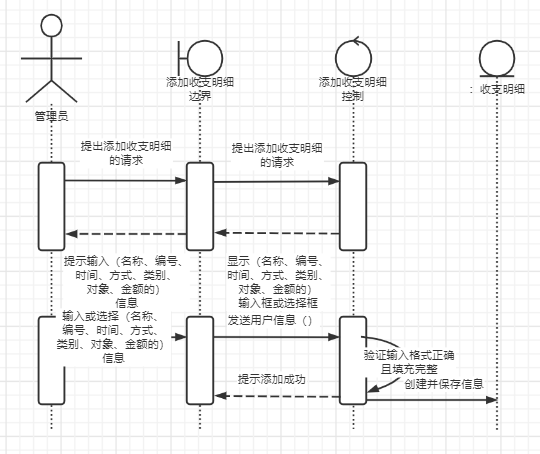 添加收支明细
边界
添加收支明细
控制
：收支明细
管理员
提出添加收支明细
的请求
提出添加收支明细
的请求
提示输入（名称、编号、
时间、方式、类别、
对象、金额的）
信息
显示（名称、编号、
时间、方式、类别、
对象、金额的）
输入框或选择框
输入或选择（名称、
编号、时间、方式、
类别、对象、金额的）
信息
发送用户信息（）
验证输入格式正确
且填充完整
创建并保存信息
提示添加成功